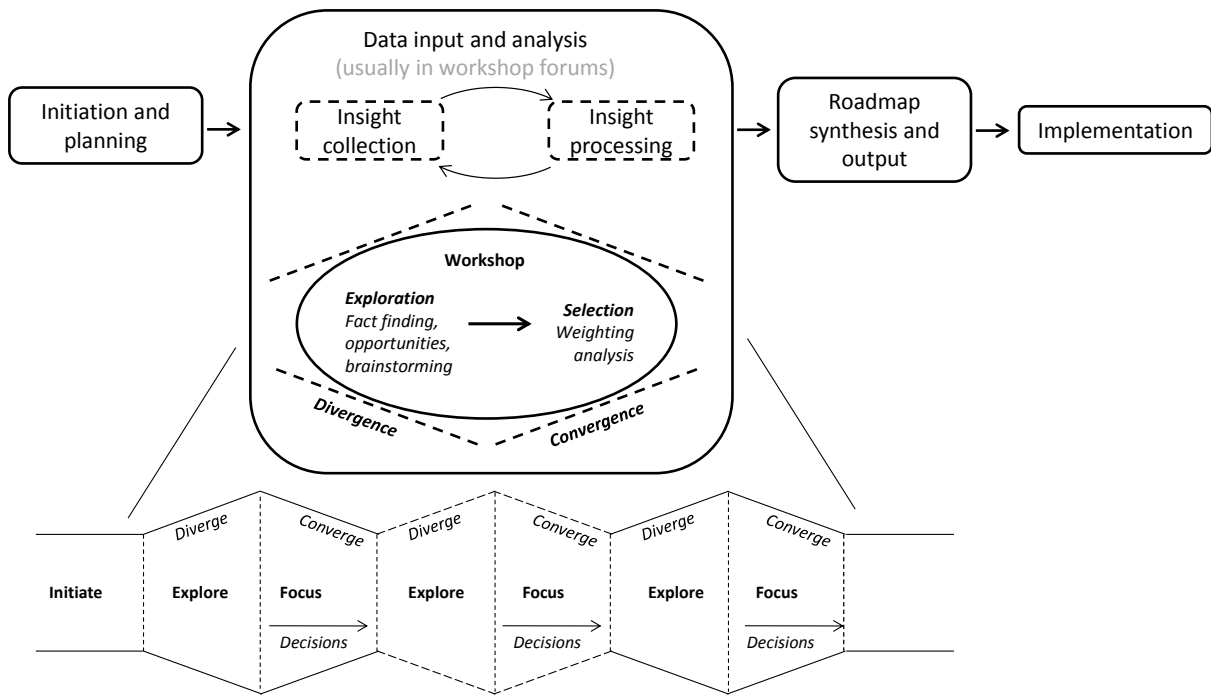 Data input and analysis
(usually in workshop forums)
Initiation and
planning
Insight
collection
Insight
processing
Roadmap
synthesis and
output
Implementation
Workshop
Exploration
Fact finding,
opportunities,
brainstorming
Selection
Weighting
analysis
Divergence
Convergence
Diverge
Converge
Diverge
Converge
Diverge
Converge
Initiate
Explore
Focus
Explore
Focus
Explore
Focus
Decisions
Decisions
Decisions